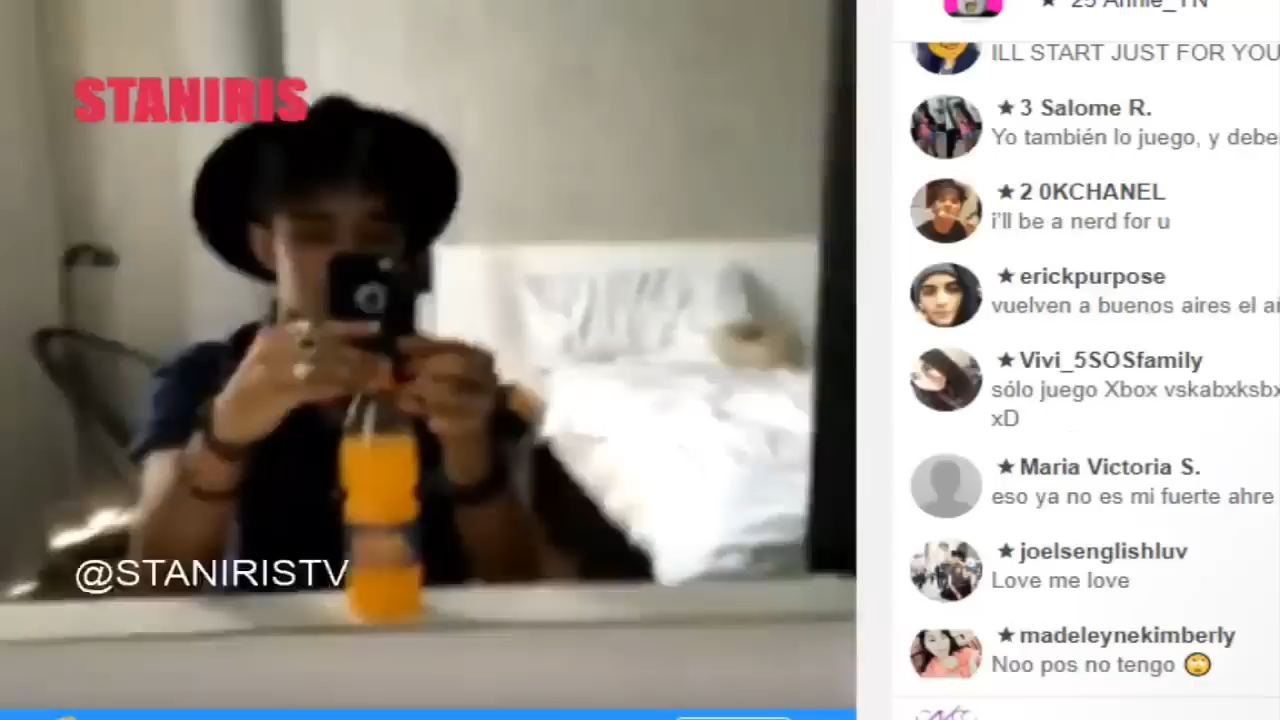 STANIRIS
@STANIRISTV
★ 25 Annie_TN
ILL START JUST FOR YOU
★3 Salome R.
Yo también lo juego, y debe
★2 0KCHANEL
i'll be a nerd for u
★erickpurpose
vuelven a buenos aires el
★Vivi_5SOSfamily
sólo juego Xbox vskabxksbx
xD
★Maria Victoria S.
eso ya no es mi fuerte ahre
★joelsenglishluv
Love me love
★madeleynekimberly
Noo pos no tengo 🙄